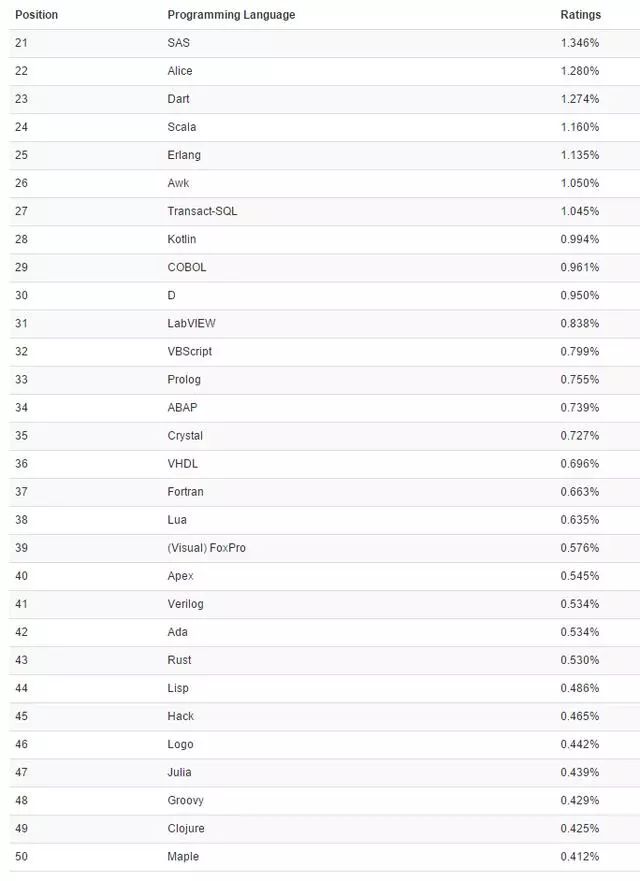 Position Programming Language Ratings
21 SAS 1.346%
22 Alice 1.280%
23 Dart 1.274%
24 Scala 1.160%
25 Erlang 1.135%
26 Awk 1.050%
27 Transact-SQL 1.045%
28 Kotlin 0.994%
29 COBOL 0.961%
30 D 0.950%
31 LabVIEW 0.838%
32 VBScript 0.799%
33 Prolog 0.755%
34 ABAP 0.739%
35 Crystal 0.727%
36 VHDL 0.696%
37 Fortran 0.663%
38 Lua 0.635%
39 (Visual) FoxPro 0.576%
40 Apex 0.545%
41 Verilog 0.534%
42 Ada 0.534%
43 Rust 0.530%
44 Lisp 0.486%
45 Hack 0.465%
46 Logo 0.442%
47 Julia 0.439%
48 Groovy 0.429%
49 Clojure 0.425%
50 Maple 0.412%